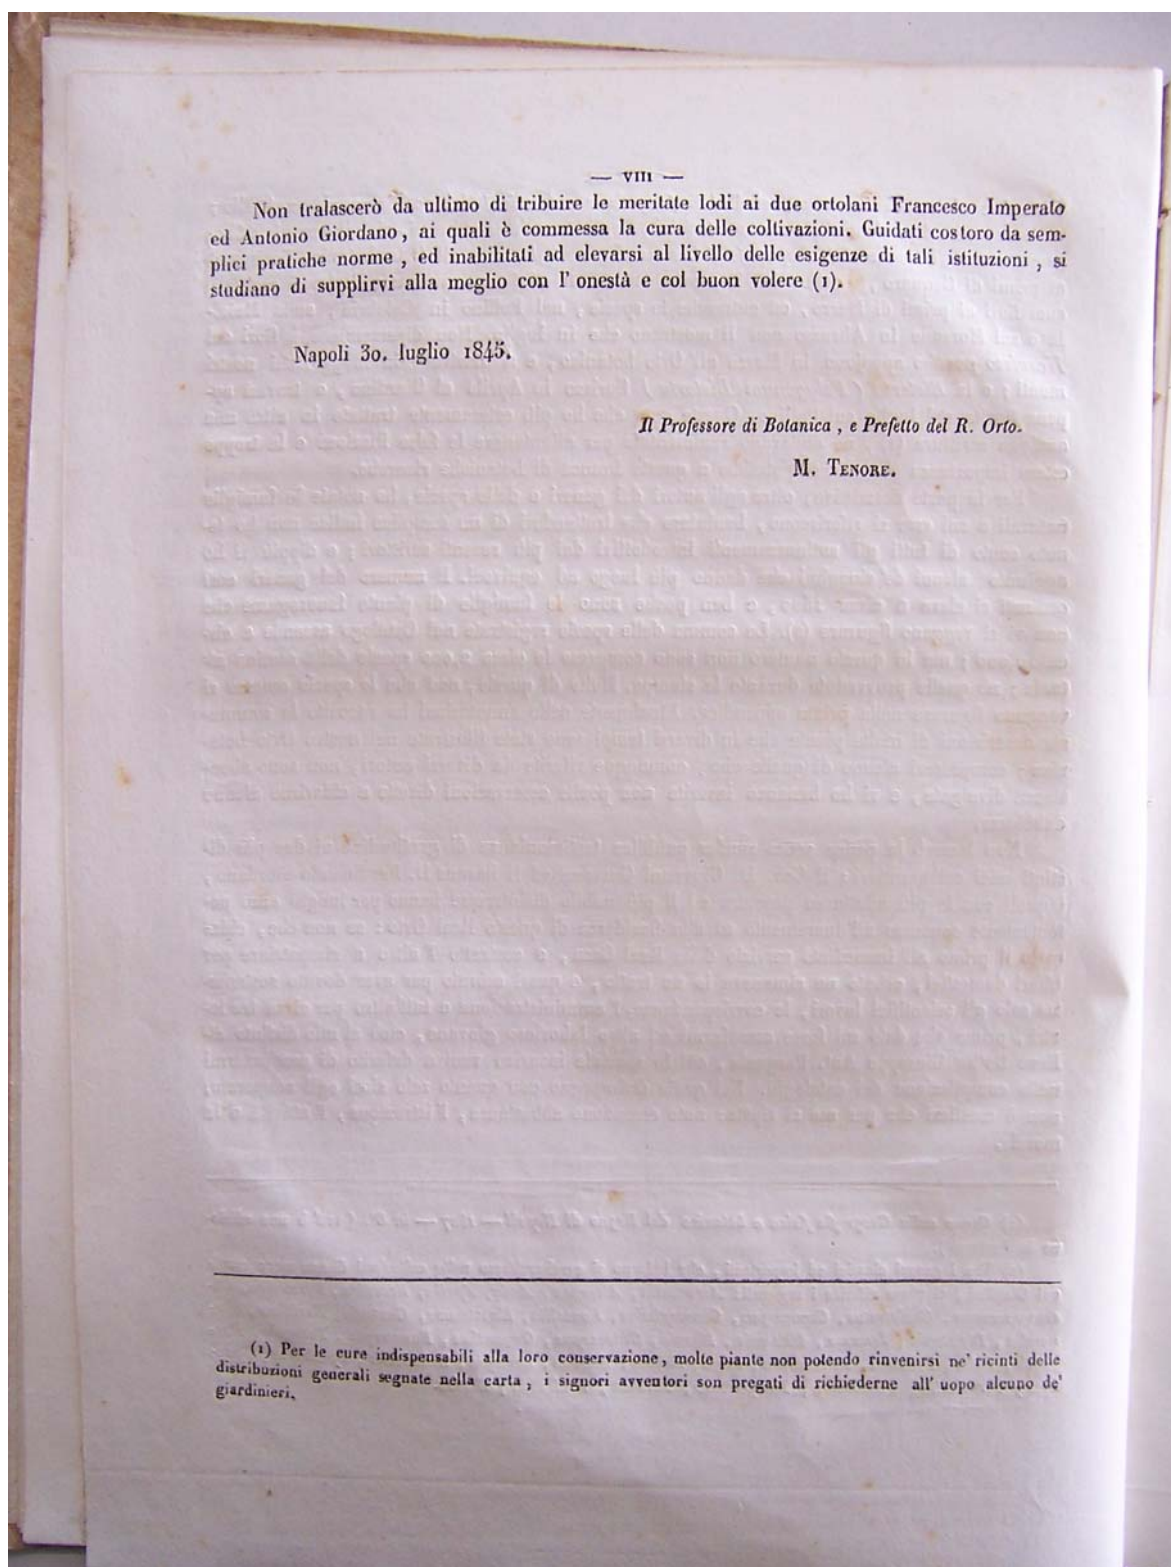 — VIII —
Non tralascerò da ultimo di tribuire le meritate lodi ai due ortolani Francesco Imperato
ed Antonio Giordano, ai quali è commessa la cura delle coltivazioni. Guidati costoro da sem-
plici pratiche norme , ed inabilitati ad elevarsi al livello delle esigenze di tali istituzioni , si
studiano di supplirvi alla meglio con l' onestà e col buon volere (1).
Napoli 30. luglio 1845.
Il Professore di Botanica , e Prefetto del R. Orto.
M. TENORE.
(1) Per le cure indispensabili alla loro conservazione, molte piante non potendo rinvenirsi ne' ricinti delle
distribuzioni generali segnate nella carta , i signori avventori son pregati di richiederne all' uopo alcuno de'
giardinieri.